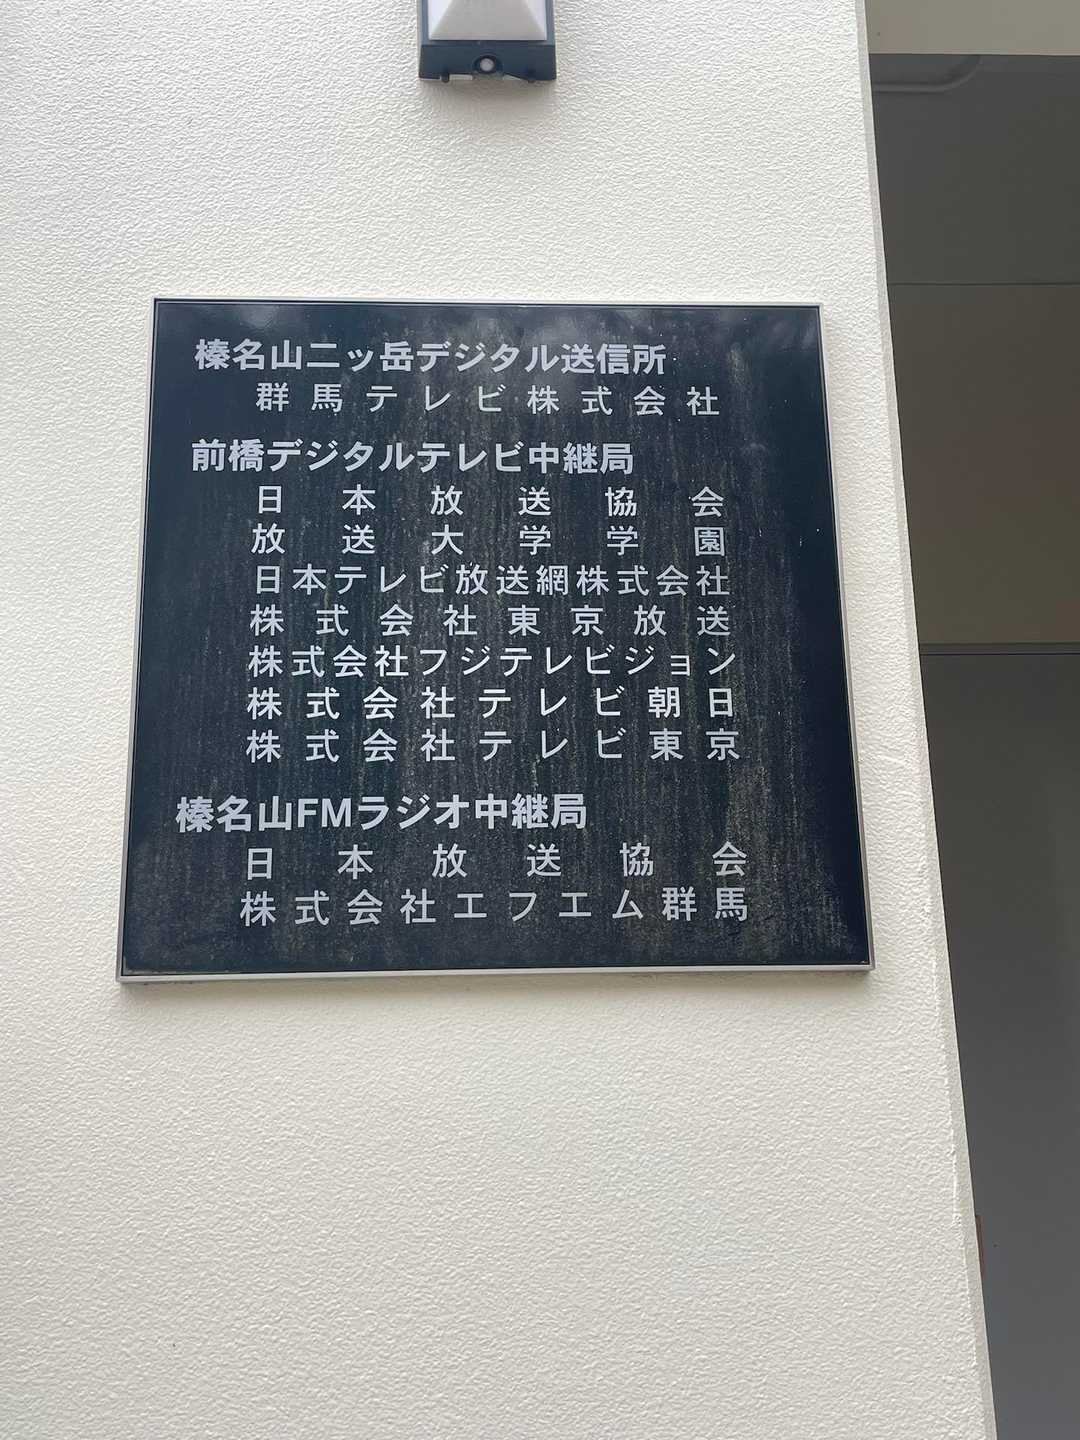 榛名山二ッ岳デジタル送信所
群馬テレビ株式会社
前橋デジタルテレビ中継局
日本放送協会
放送大学学園
日本テレビ放送網株式会社
株式会社東京放送
株式会社フジテレビジョン
株式会社テレビ朝日
株式会社テレビ東京
榛名山FMラジオ中継局
日本放送協会
株式会社エフエム群馬